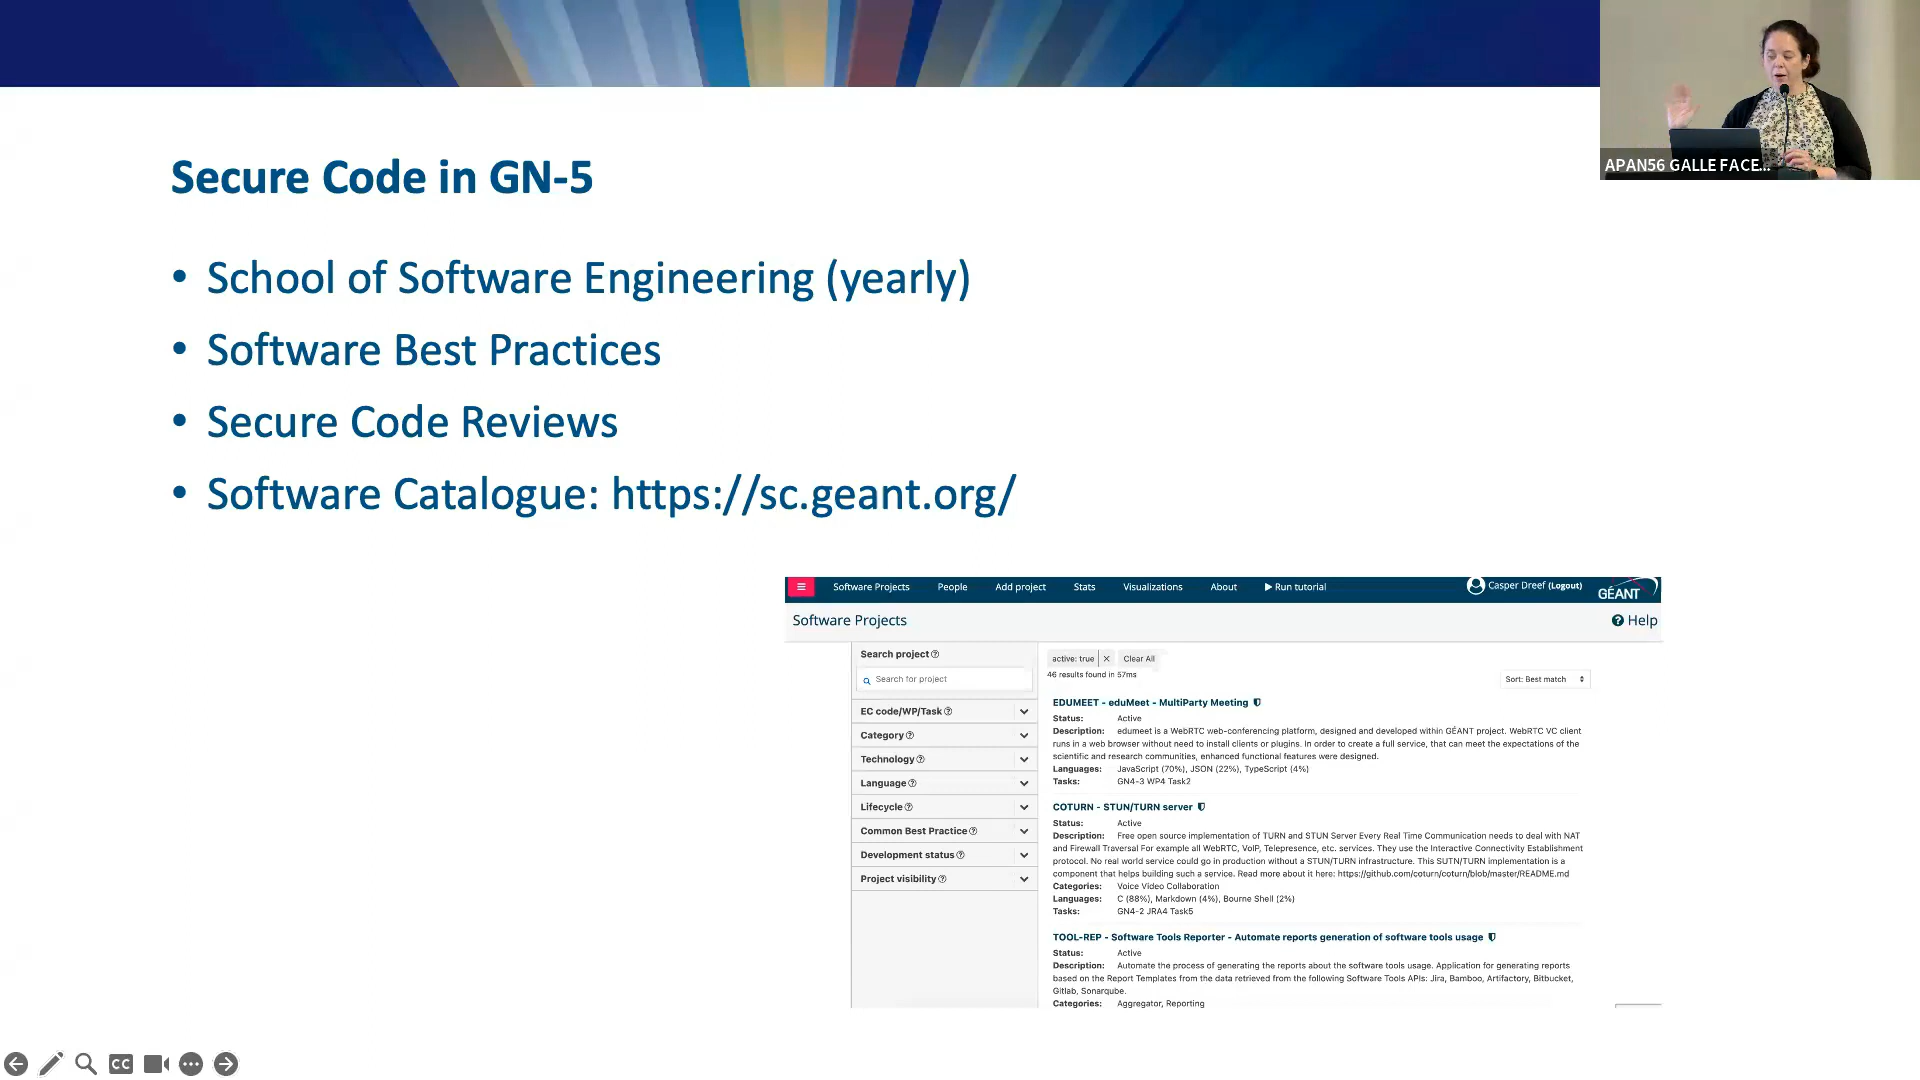 APAN56 GALLE FACE...
Secure Code in GN-5
• School of Software Engineering (yearly)
• Software Best Practices
• Secure Code Reviews
• Software Catalogue: https://sc.geant.org/
Software Projects People Add project Stats Visualizations About Run tutorial Casper Dreef (Logout) GÉANT
Software Projects Help
Search project
Search for project
EC code/WP/Task
Category
Technology
Language
Lifecycle
Common Best Practice
Development status
Project visibility
active: true Clear All
46 results found in 57ms
Sort: Best match
EDUMEET - eduMeet - MultiParty Meeting
Status: Active
Description: edumeet is a WebRTC web-conferencing platform, designed and developed within GÉANT project. WebRTC VC client
runs in a web browser without need to install clients or plugins. In order to create a full service, that can meet the expectations of the
scientific and research communities, enhanced functional features were designed.
Languages: JavaScript (70%), JSON (22%), TypeScript (4%)
Tasks: GN4-3 WP4 Task2
COTURN - STUN/TURN server
Status: Active
Description: Free open source implementation of TURN and STUN Server Every Real Time Communication needs to deal with NAT
and Firewall Traversal For example all WebRTC, VoIP, Telepresence, etc. services. They use the Interactive Connectivity Establishment
protocol. No real world service could go in production without a STUN/TURN infrastructure. This SUTN/TURN implementation is a
component that helps building such a service. Read more about it here: https://github.com/coturn/coturn/blob/master/README.md
Categories: Voice Video Collaboration
Languages: C (88%), Markdown (4%), Bourne Shell (2%)
Tasks: GN4-2 JRA4 Task5
TOOL-REP - Software Tools Reporter - Automate reports generation of software tools usage
Status: Active
Description: Automate the process of generating the reports about the software tools usage. Application for generating reports
based on the Report Templates from the data retrieved from the following Software Tools APIs: Jira, Bamboo, Artifactory, Bitbucket,
Gitlab, Sonarqube.
Categories: Aggregator, Reporting
CC